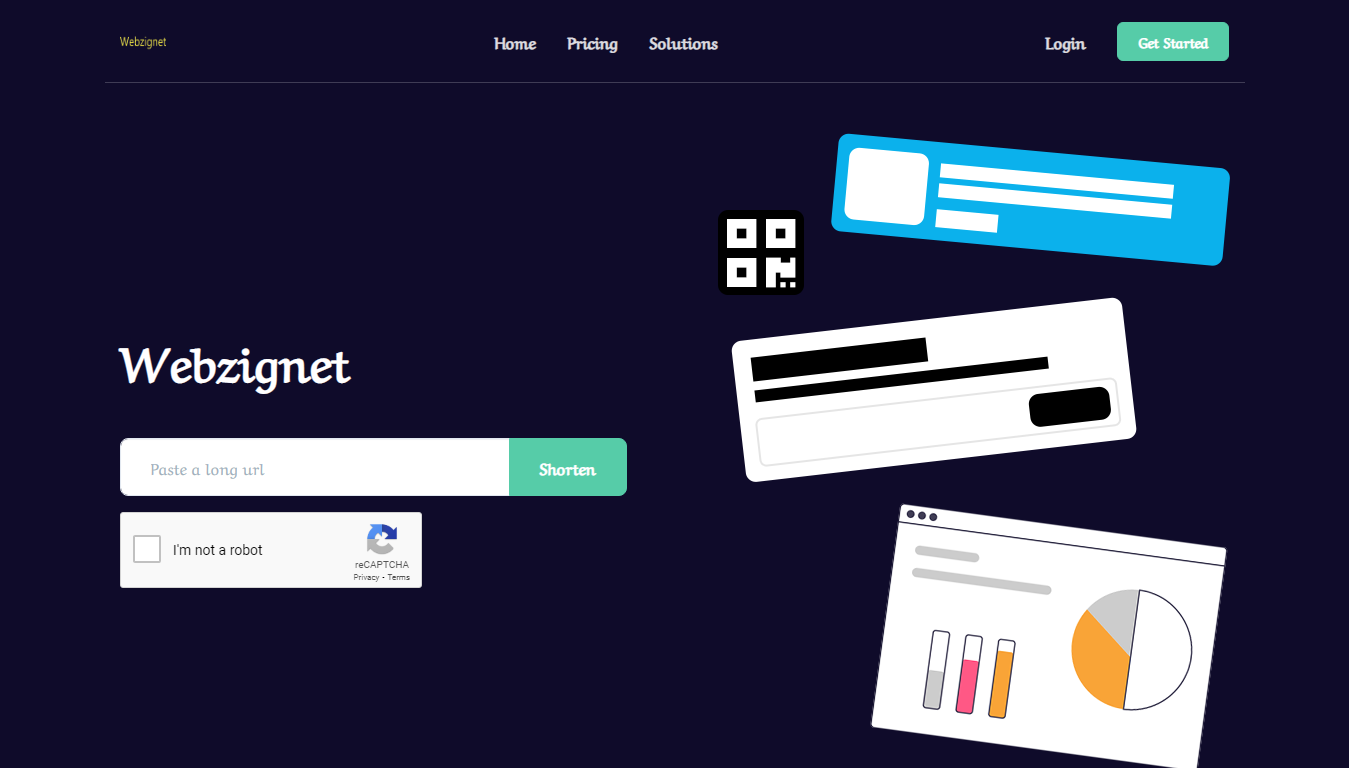 Webzignet
Home
Pricing
Solutions
Login
Get Started
Webzignet
Paste a long url
Shorten
I'm not a robot
reCAPTCHA
Privacy - Terms